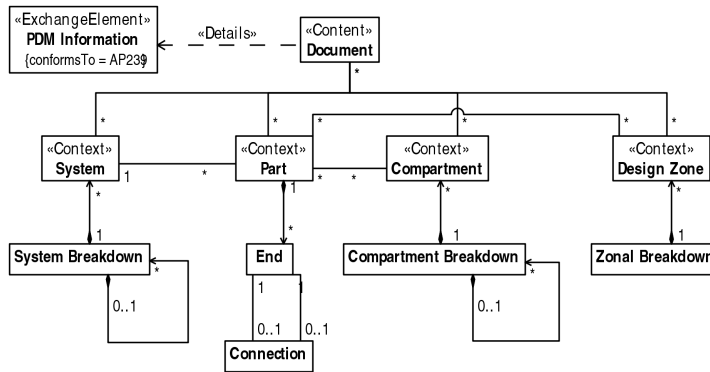 «ExchangeElement»
PDM Information
{conformsTo = AP239}
«Details»
«Content»
Document
*
* * * * * *
«Context»
System
«Context»
Part
«Context»
Compartment
«Context»
Design Zone
1 * * *
* 1 * *
* *
1 1 1
System Breakdown
End
Compartment Breakdown
Zonal Breakdown
* *
1 1
0..1 0..1
0..1 0..1
Connection